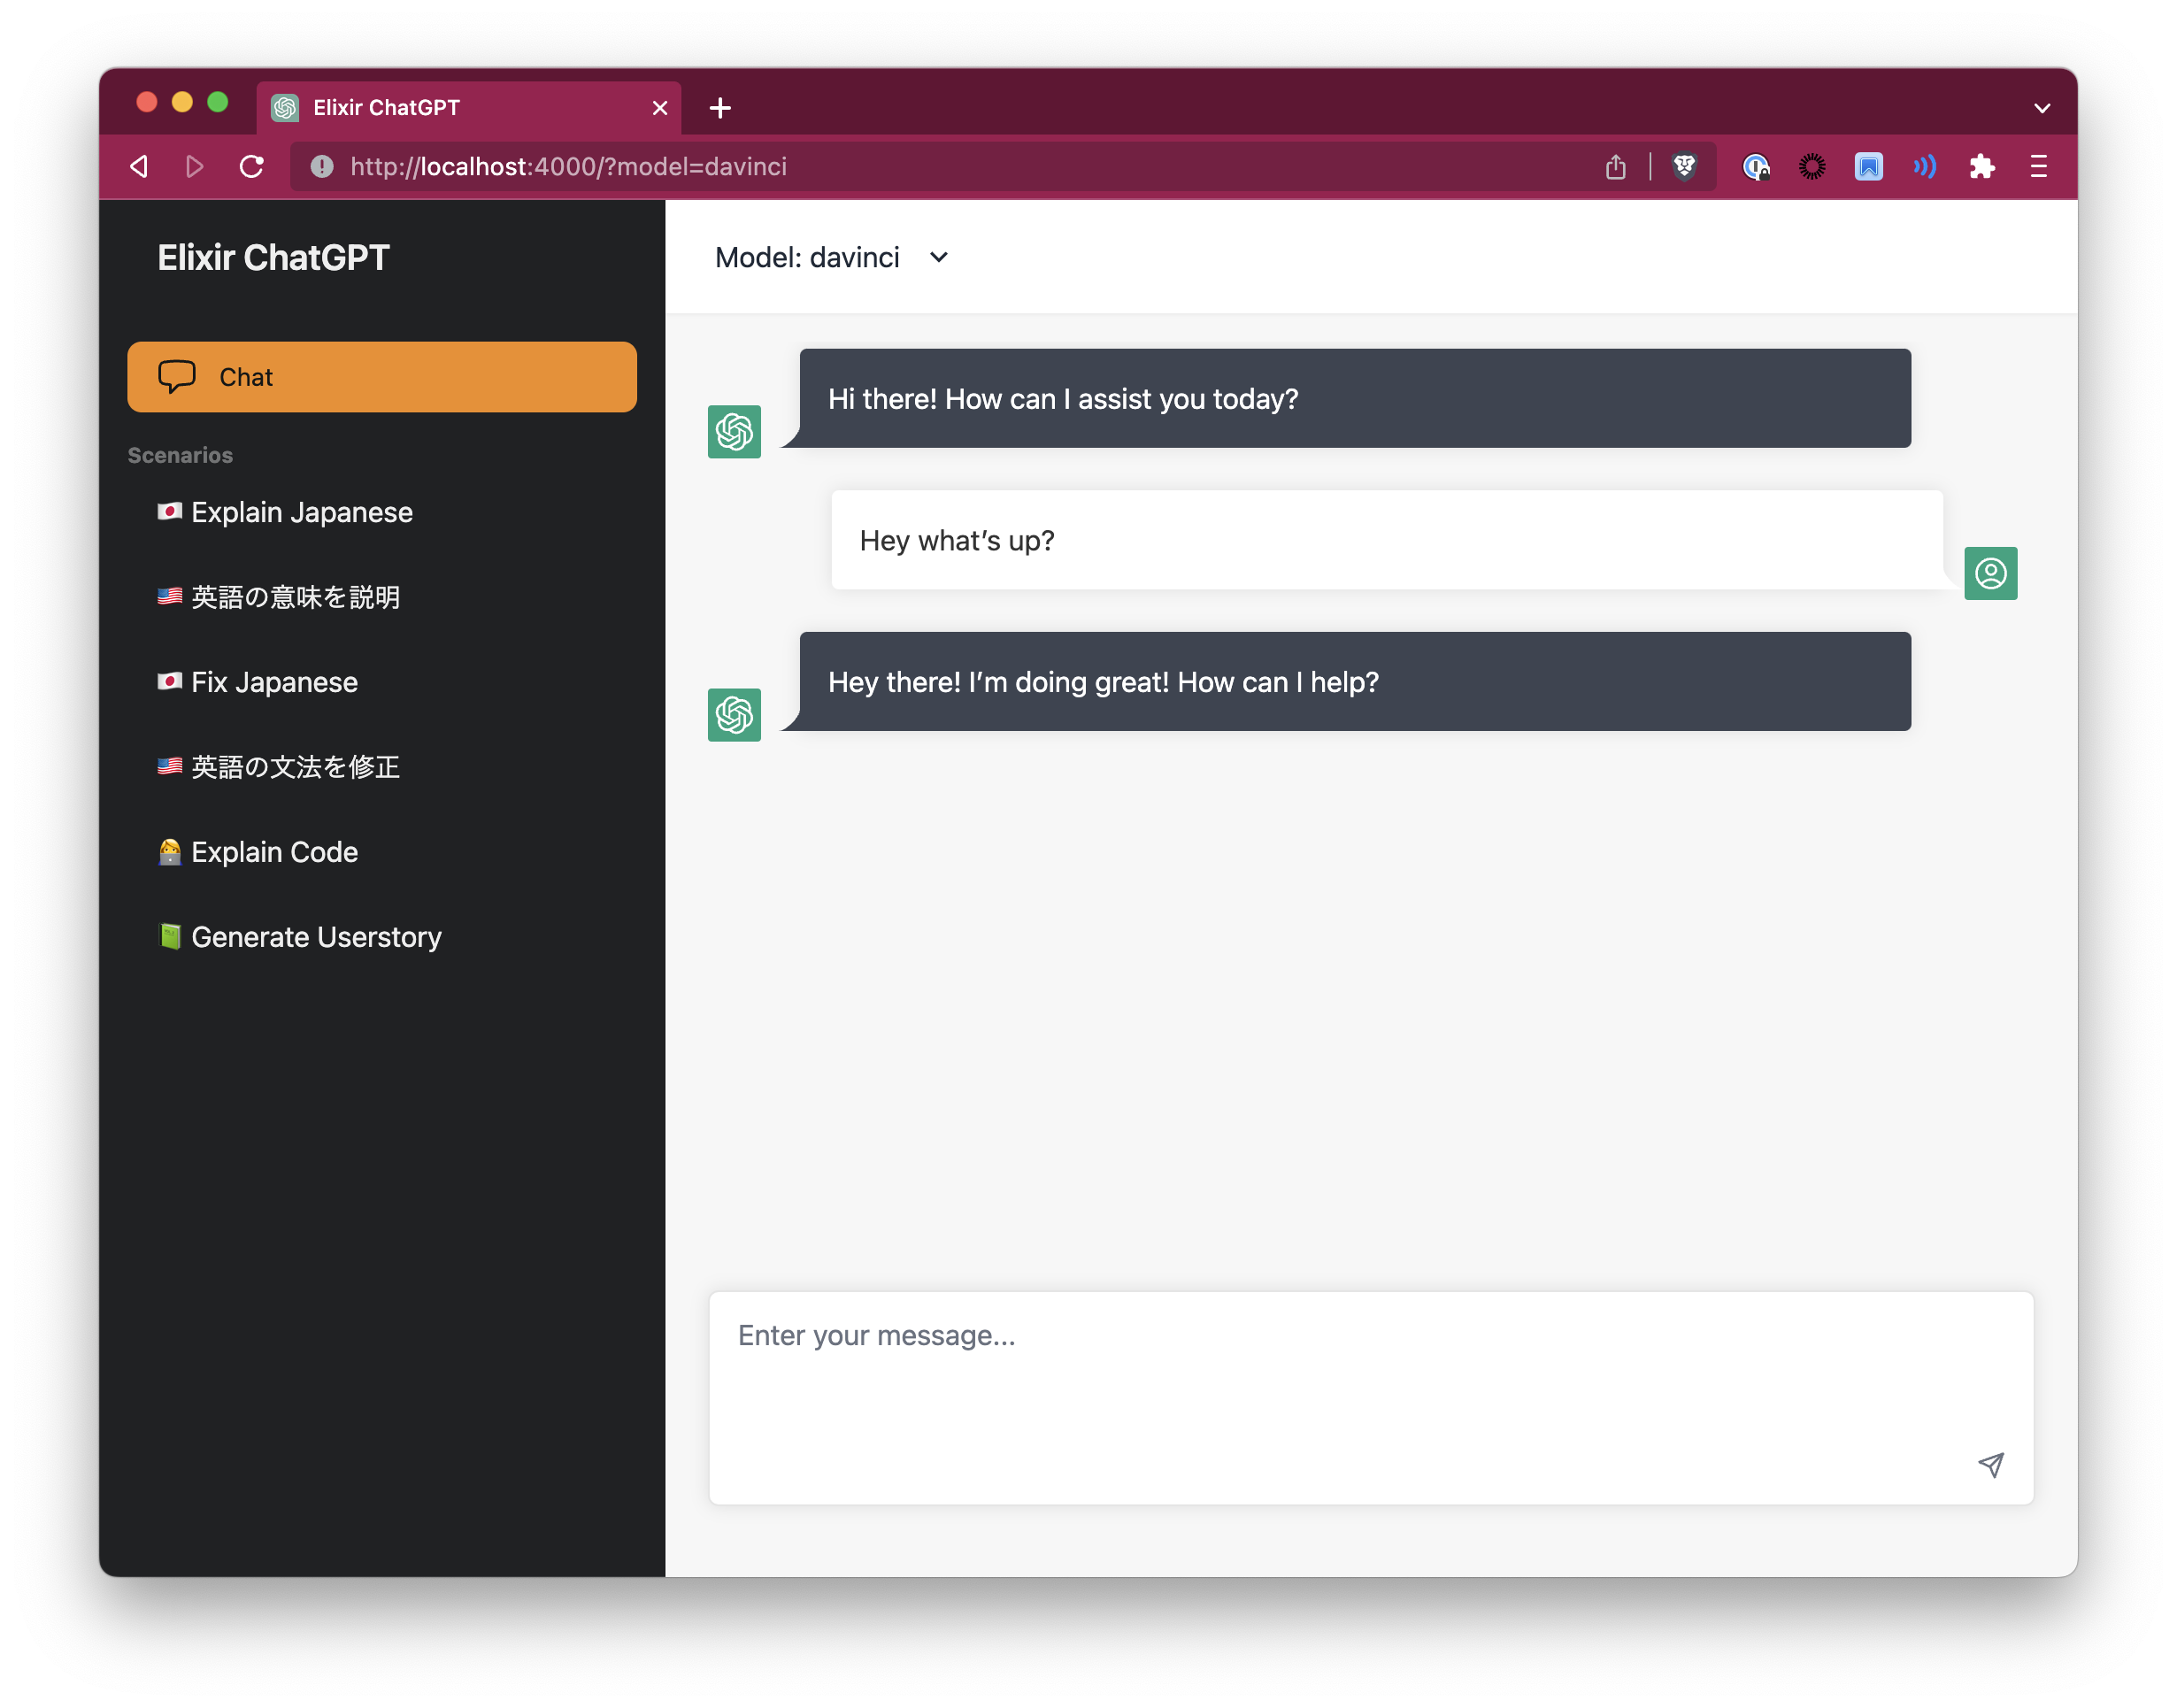 Elixir ChatGPT
http://localhost:4000/?model=davinci
Elixir ChatGPT
Chat
Scenarios
Explain Japanese
英語の意味を説明
Fix Japanese
英語の文法を修正
Explain Code
Generate Userstory
Model: davinci
Hi there! How can I assist you today?
Hey what’s up?
Hey there! I’m doing great! How can I help?
Enter your message...